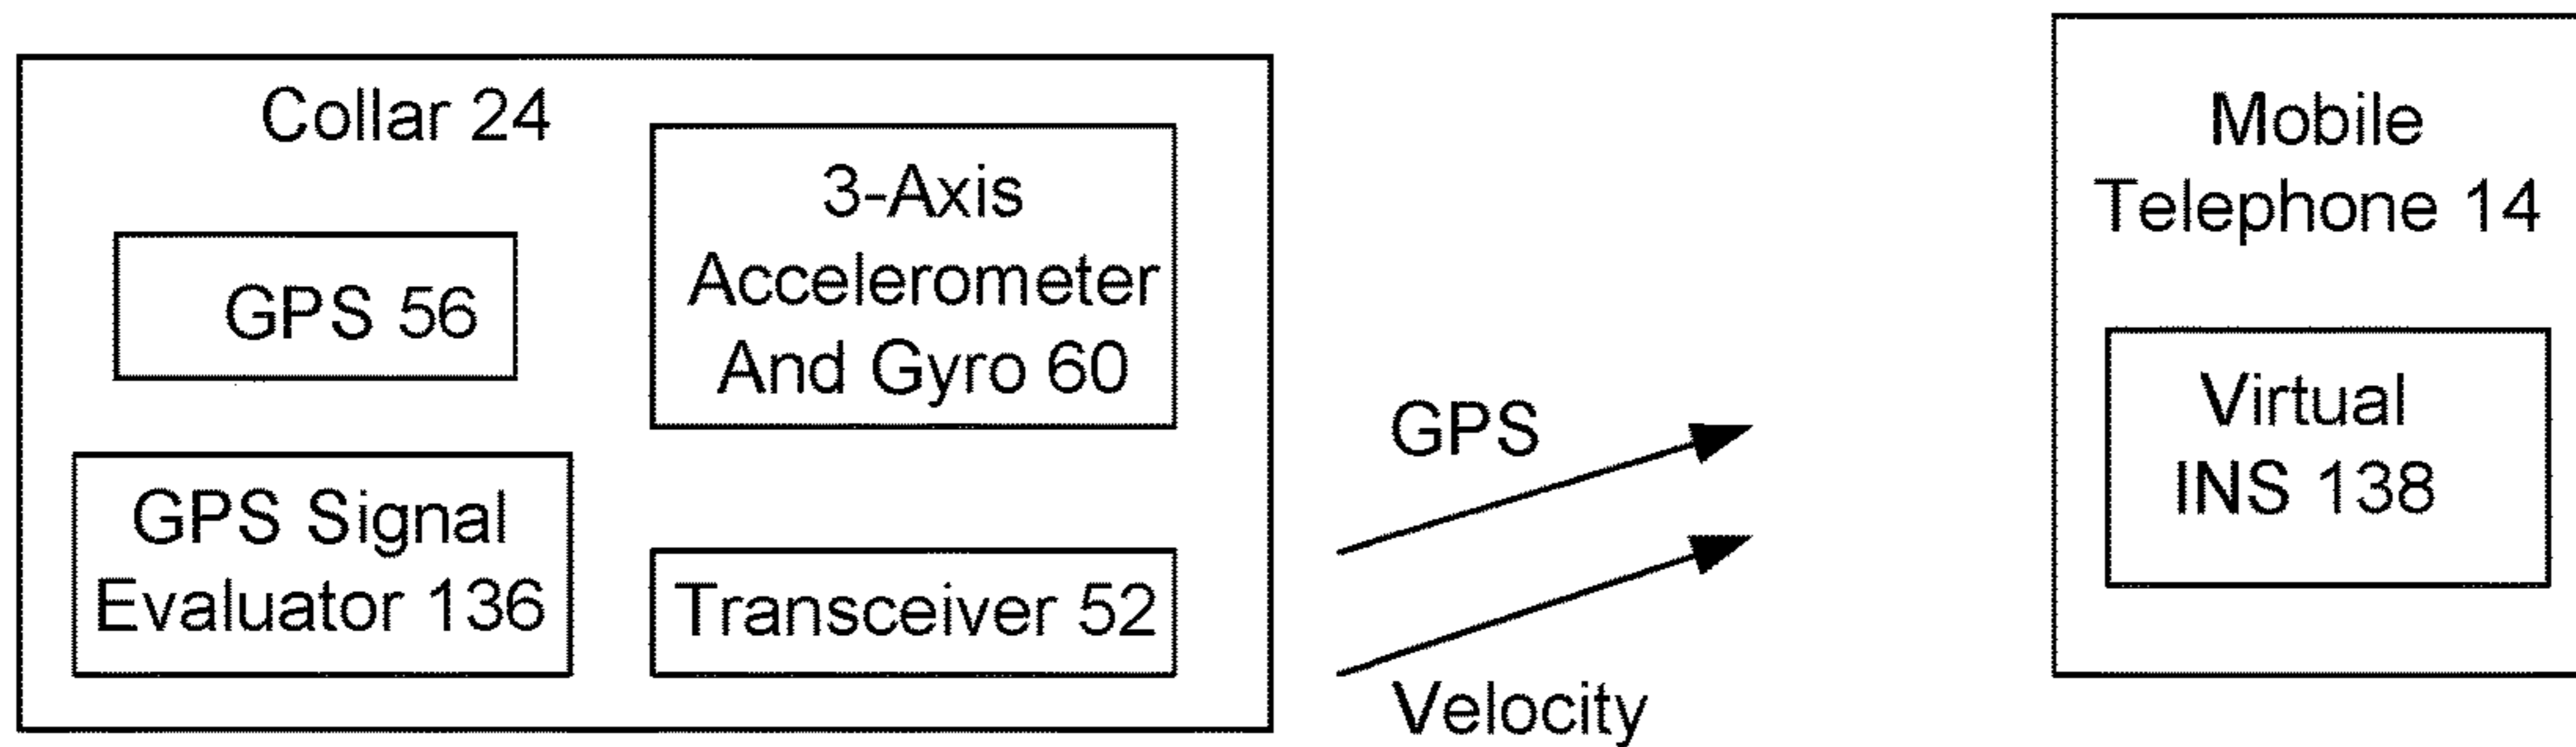 Collar 24
GPS 56
3-Axis
Accelerometer
And Gyro 60
GPS Signal
Evaluator 136
Transceiver 52
GPS
Velocity
Mobile
Telephone 14
Virtual
INS 138